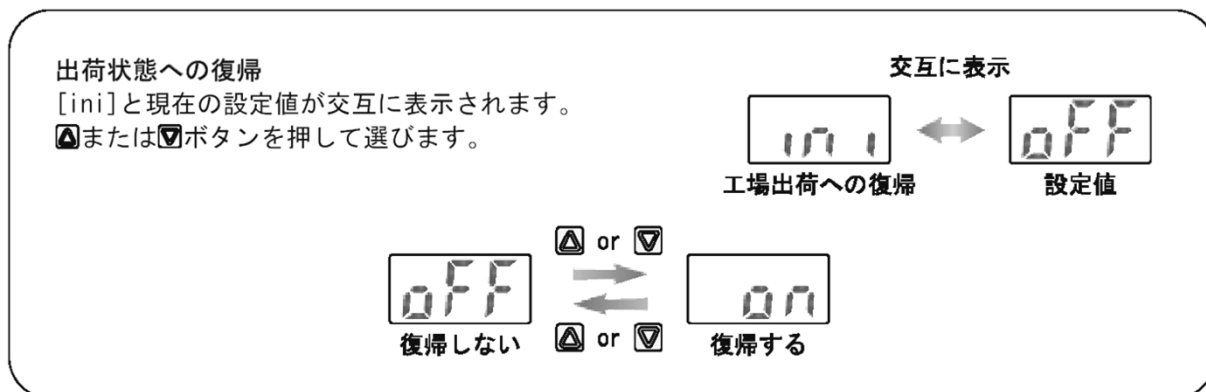 出荷状態への復帰
[ini]と現在の設定値が交互に表示されます。
△または▽ボタンを押して選びます。
交互に表示
ini
oFF
工場出荷への復帰
設定値
△ or ▽
oFF
on
△ or ▽
復帰しない
復帰する